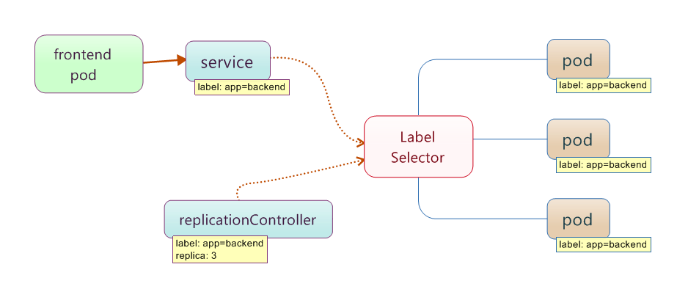 frontend
pod
service
label: app=backend
Label
Selector
pod
label: app=backend
pod
label: app=backend
pod
label: app=backend
replicationController
label: app=backend
replica: 3